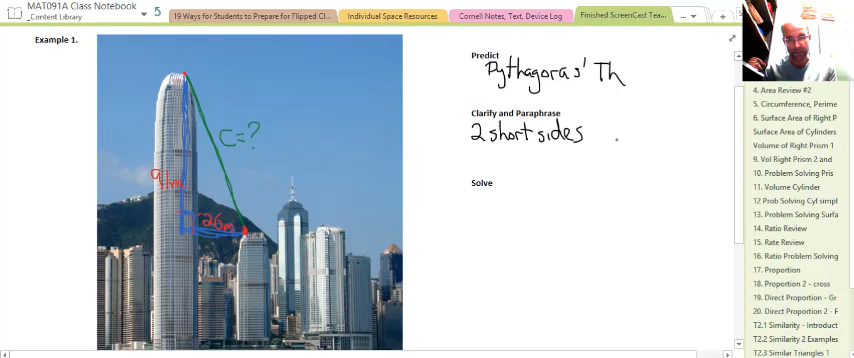 MAT091A Class Notebook
_Content Library
19 Ways for Students to Prepare for Flipped Cl...
Individual Space Resources
Cornell Notes, Text, Device Log
Finished ScreenCast Tea...
...
+
Example 1.
C=?
91m
26m
Predict
Pythagoras' Th
Clarify and Paraphrase
2 short sides
Solve
4. Area Review #2
5. Circumference, Perime
6. Surface Area of Right P
Surface Area of Cylinders
Volume of Right Prism 1
9. Vol Right Prism 2 and
10. Problem Solving Pris
11. Volume Cylinder
12 Prob Solving Cyl simpl
13. Problem Solving Surfa
14. Ratio Review
15. Rate Review
16. Ratio Problem Solving
17. Proportion
18. Proportion 2 - cross
19. Direct Proportion - Gr
20. Direct Proportion - F
T2.1 Similarity - Introduct
T2.2 Similarity 2 Examples
T2.3 Similar Triangles 1